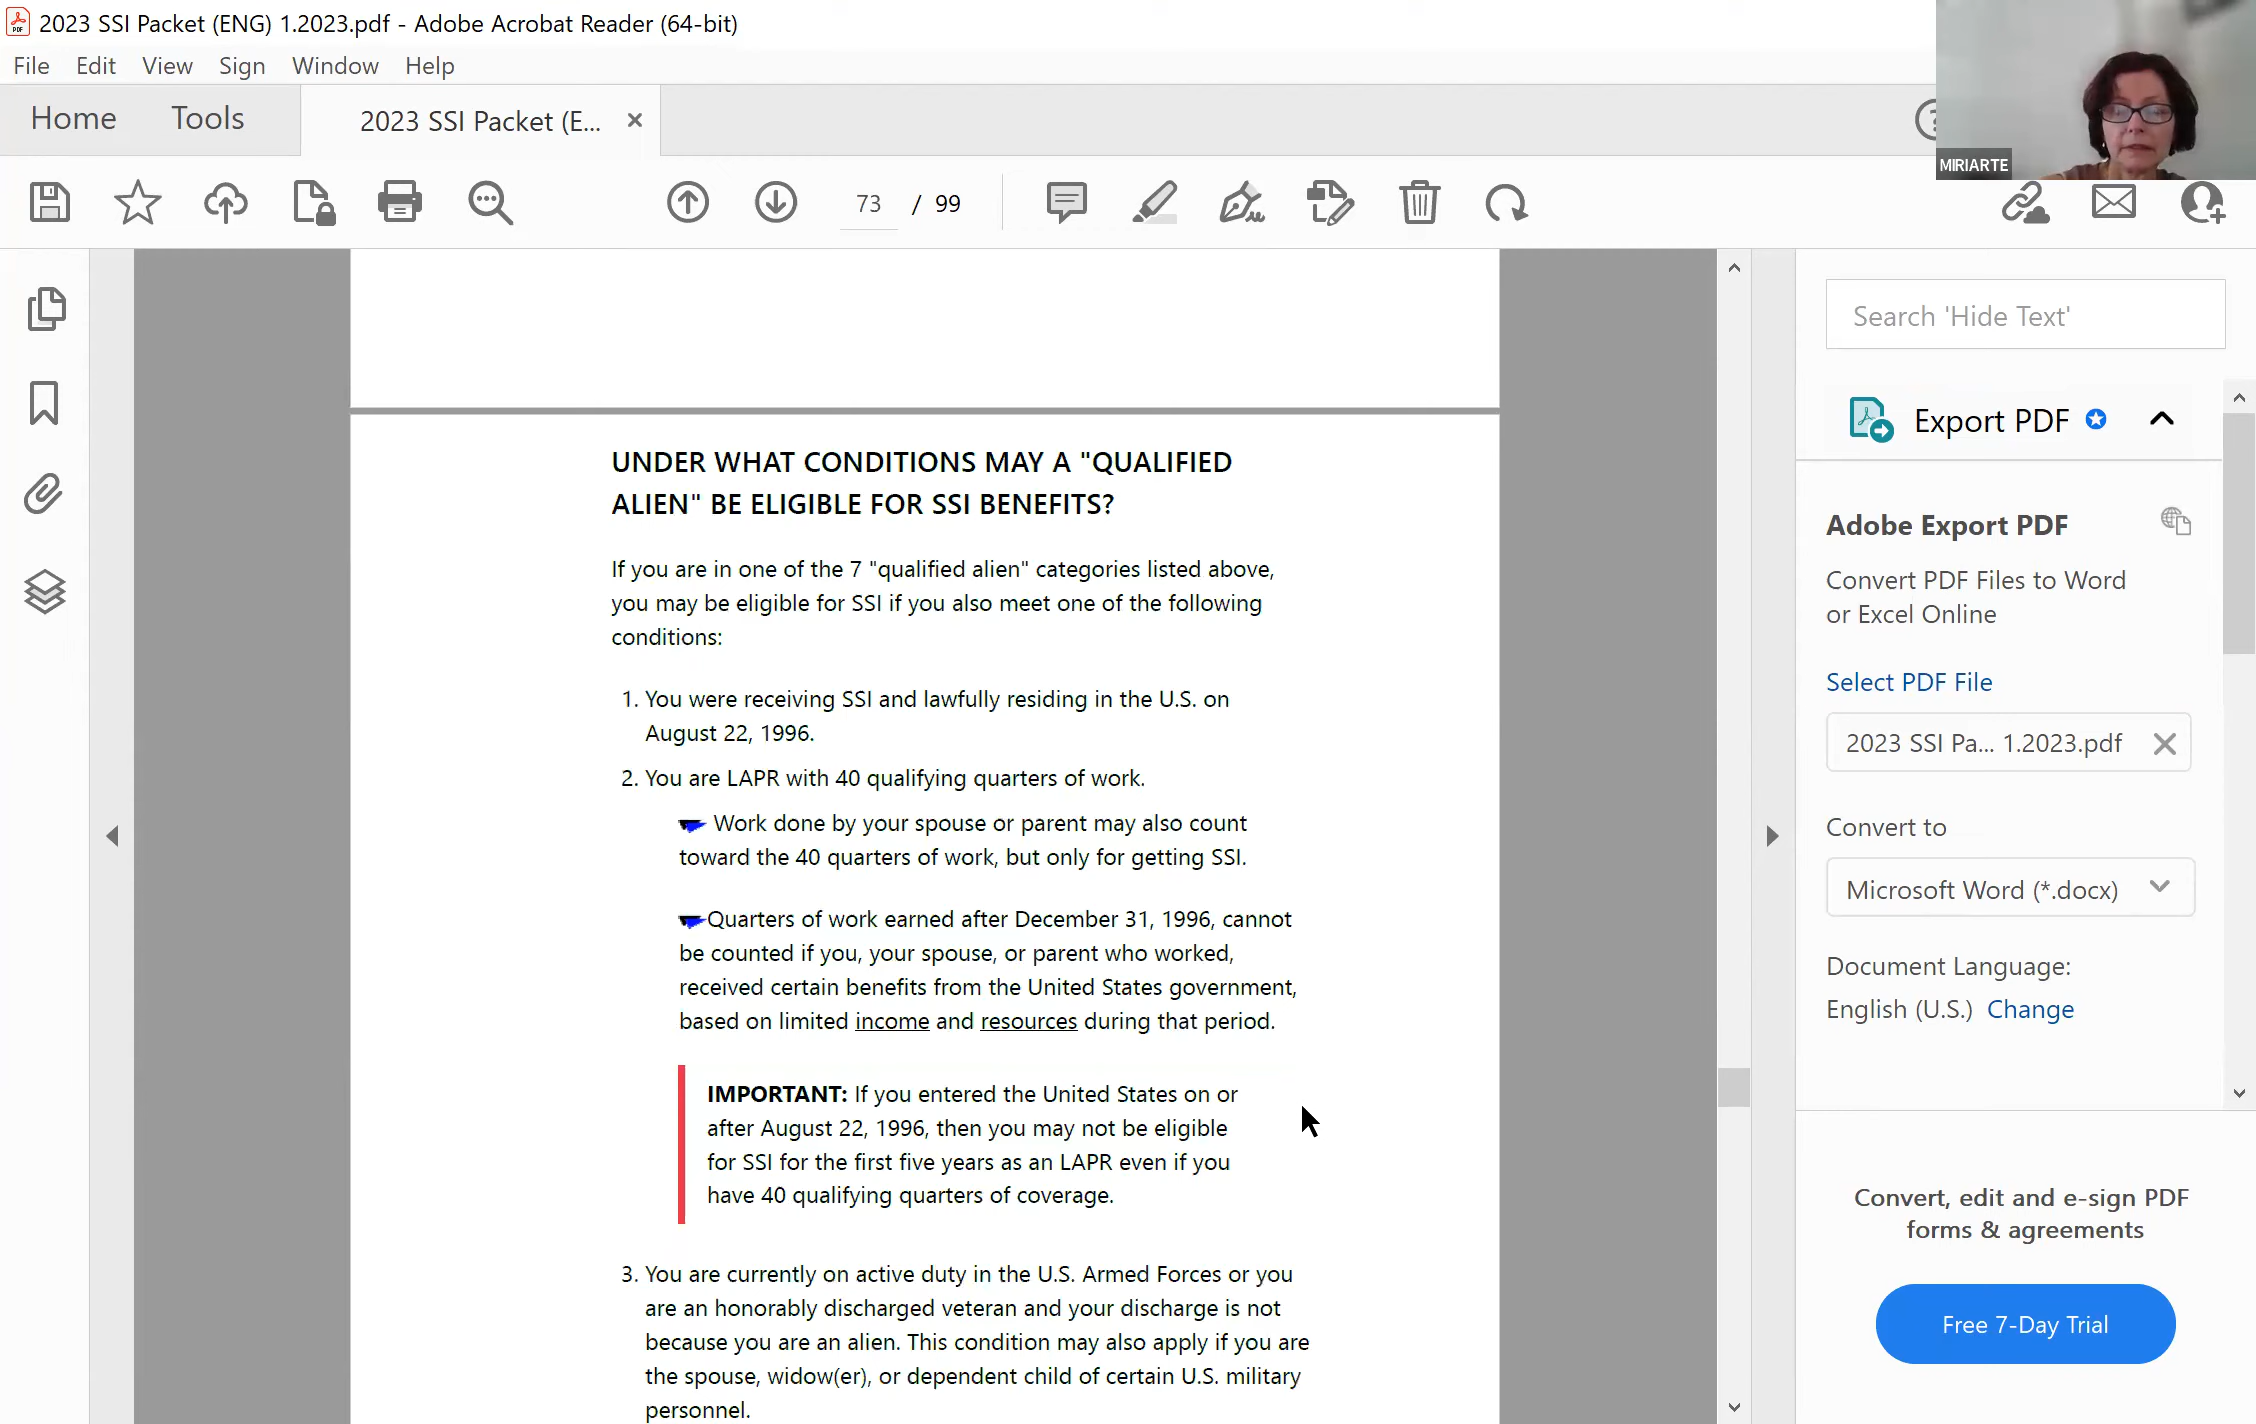 2023 SSI Packet (ENG) 1.2023.pdf - Adobe Acrobat Reader (64-bit)
File Edit View Sign Window Help
Home Tools 2023 SSI Packet (E...
MIRIARTE
73 / 99
UNDER WHAT CONDITIONS MAY A "QUALIFIED
ALIEN" BE ELIGIBLE FOR SSI BENEFITS?
If you are in one of the 7 "qualified alien" categories listed above,
you may be eligible for SSI if you also meet one of the following
conditions:
1. You were receiving SSI and lawfully residing in the U.S. on
August 22, 1996.
2. You are LAPR with 40 qualifying quarters of work.
Work done by your spouse or parent may also count
toward the 40 quarters of work, but only for getting SSI.
Quarters of work earned after December 31, 1996, cannot
be counted if you, your spouse, or parent who worked,
received certain benefits from the United States government,
based on limited income and resources during that period.
IMPORTANT: If you entered the United States on or
after August 22, 1996, then you may not be eligible
for SSI for the first five years as an LAPR even if you
have 40 qualifying quarters of coverage.
3. You are currently on active duty in the U.S. Armed Forces or you
are an honorably discharged veteran and your discharge is not
because you are an alien. This condition may also apply if you are
the spouse, widow(er), or dependent child of certain U.S. military
personnel.
Search 'Hide Text'
Export PDF
Adobe Export PDF
Convert PDF Files to Word
or Excel Online
Select PDF File
2023 SSI Pa... 1.2023.pdf
Convert to
Microsoft Word (*.docx)
Document Language:
English (U.S.) Change
Convert, edit and e-sign PDF
forms & agreements
Free 7-Day Trial